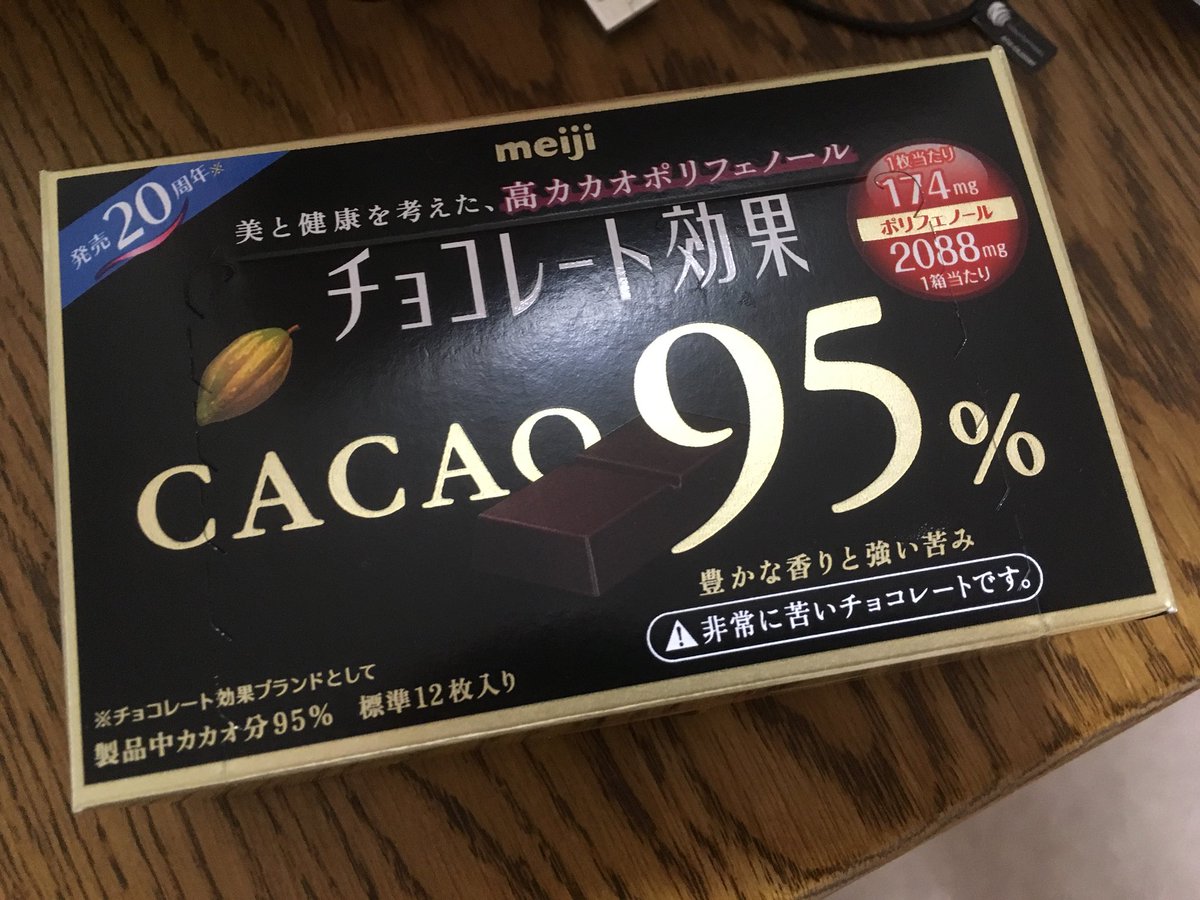 meiji
発売20周年※
美と健康を考えた、高カカオポリフェノール
チョコレート効果
1枚当たり
174mg
ポリフェノール
2088mg
1箱当たり
CACAO 95%
豊かな香りと強い苦み
非常に苦いチョコレートです。
※チョコレート効果ブランドとして
製品中カカオ分95% 標準12枚入り